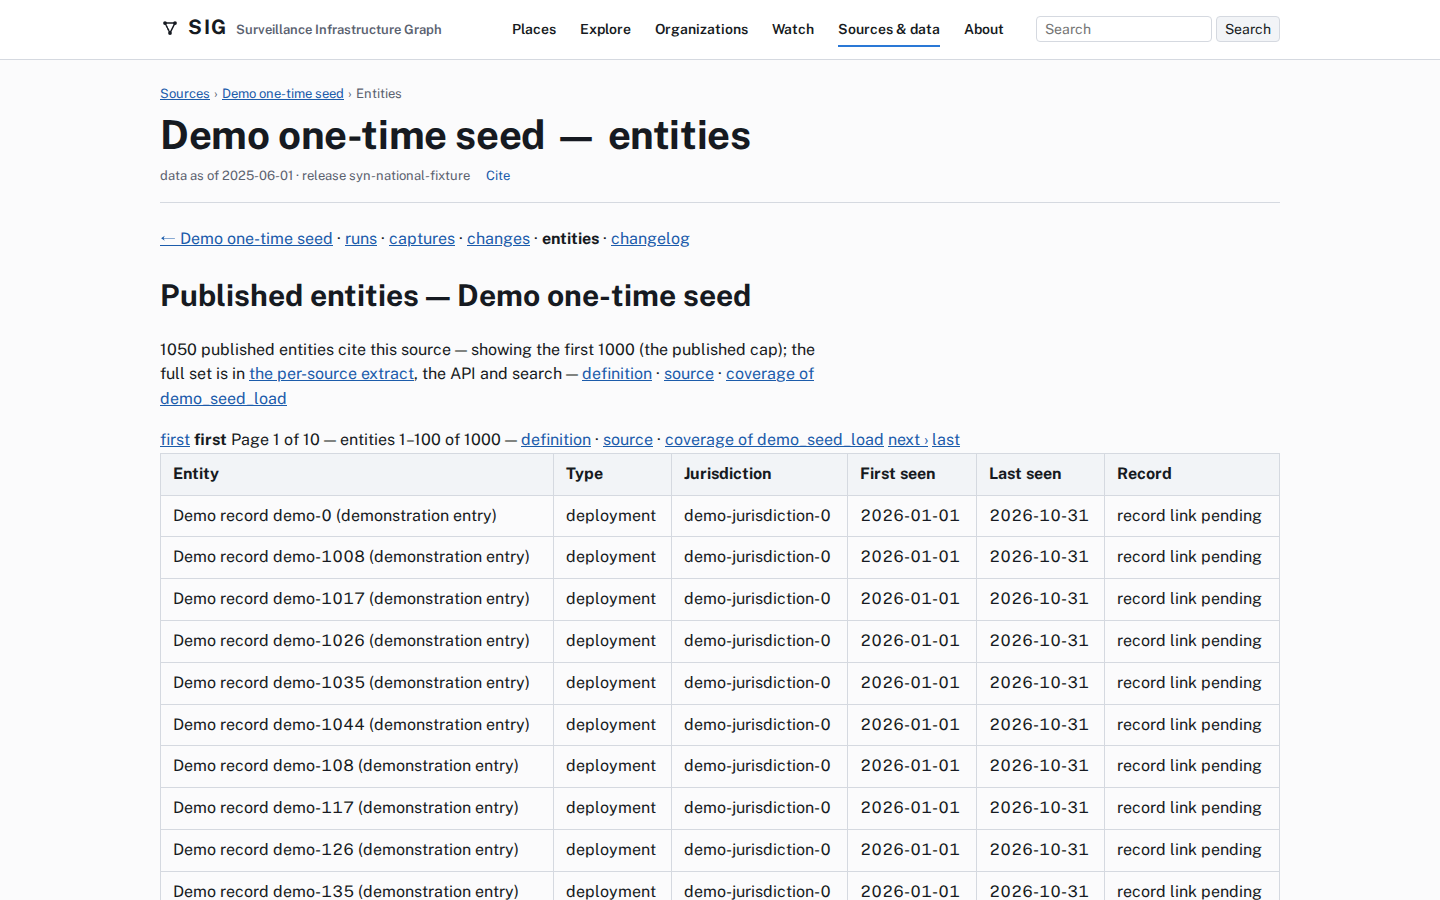 SIG Surveillance Infrastructure Graph Places Explore Organizations Watch Sources & data About Search Search
Sources › Demo one-time seed › Entities
Demo one-time seed — entities
data as of 2025-06-01 · release syn-national-fixture Cite
← Demo one-time seed · runs · captures · changes · entities · changelog
Published entities — Demo one-time seed
1050 published entities cite this source — showing the first 1000 (the published cap); the
full set is in the per-source extract, the API and search — definition · source · coverage of
demo_seed_load
first first Page 1 of 10 — entities 1–100 of 1000 — definition · source · coverage of demo_seed_load next › last
Entity Type Jurisdiction First seen Last seen Record
Demo record demo-0 (demonstration entry) deployment demo-jurisdiction-0 2026-01-01 2026-10-31 record link pending
Demo record demo-1008 (demonstration entry) deployment demo-jurisdiction-0 2026-01-01 2026-10-31 record link pending
Demo record demo-1017 (demonstration entry) deployment demo-jurisdiction-0 2026-01-01 2026-10-31 record link pending
Demo record demo-1026 (demonstration entry) deployment demo-jurisdiction-0 2026-01-01 2026-10-31 record link pending
Demo record demo-1035 (demonstration entry) deployment demo-jurisdiction-0 2026-01-01 2026-10-31 record link pending
Demo record demo-1044 (demonstration entry) deployment demo-jurisdiction-0 2026-01-01 2026-10-31 record link pending
Demo record demo-108 (demonstration entry) deployment demo-jurisdiction-0 2026-01-01 2026-10-31 record link pending
Demo record demo-117 (demonstration entry) deployment demo-jurisdiction-0 2026-01-01 2026-10-31 record link pending
Demo record demo-126 (demonstration entry) deployment demo-jurisdiction-0 2026-01-01 2026-10-31 record link pending
Demo record demo-135 (demonstration entry) deployment demo-jurisdiction-0 2026-01-01 2026-10-31 record link pending